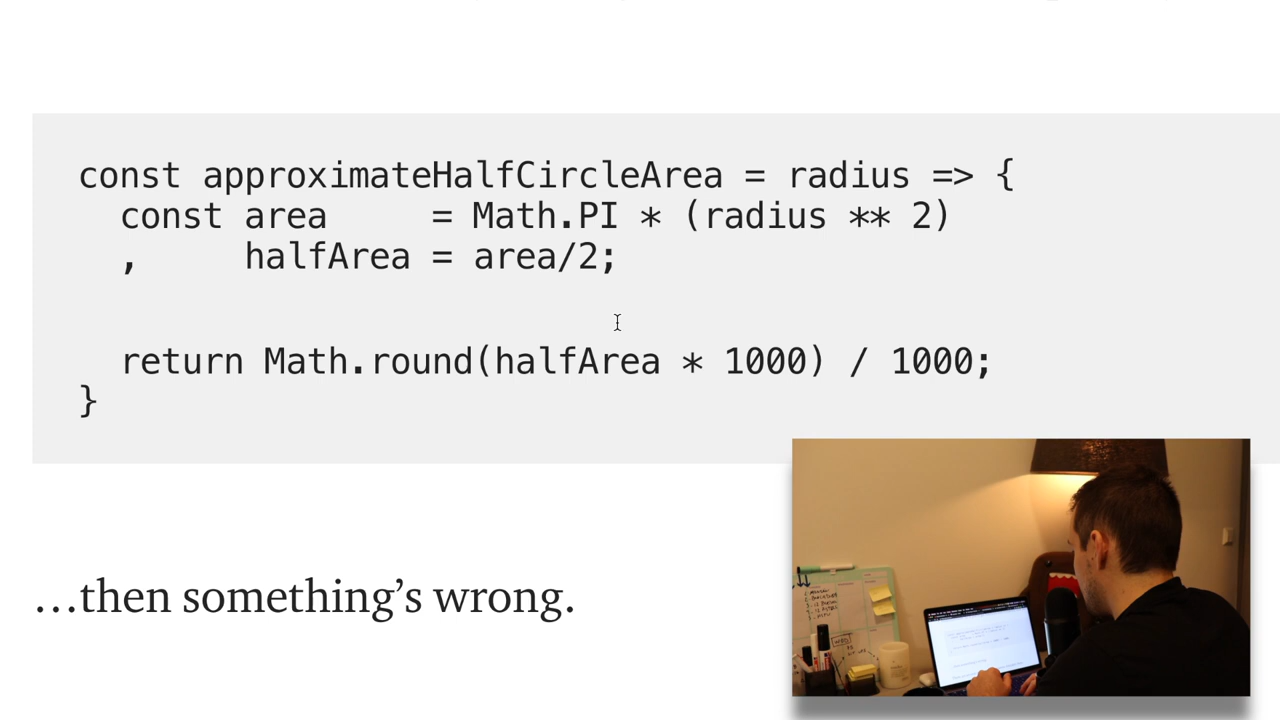 const approximateHalfCircleArea = radius => {
  const area     = Math.PI * (radius ** 2)
  ,     halfArea = area/2;
  return Math.round(halfArea * 1000) / 1000;
}
…then something’s wrong.